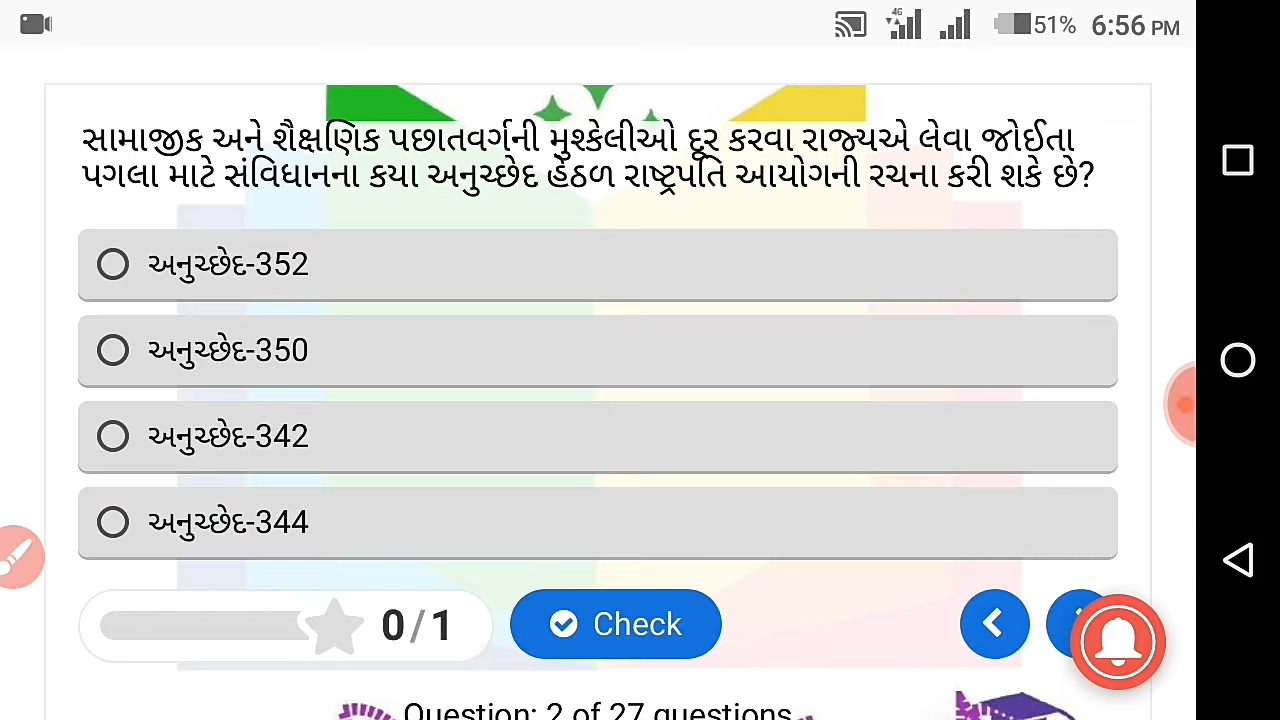 4G 51% 6:56 PM
સામાજીક અને શૈક્ષણિક પછાતવર્ગની મુશ્કેલીઓ દૂર કરવા રાજ્યએ લેવા જોઈતા
પગલા માટે સંવિધાનના કયા અનુચ્છેદ હેઠળ રાષ્ટ્રપતિ આયોગની રચના કરી શકે છે?
અનુચ્છેદ-352
અનુચ્છેદ-350
અનુચ્છેદ-342
અનુચ્છેદ-344
0/1 Check
Question: 2 of 27 questions